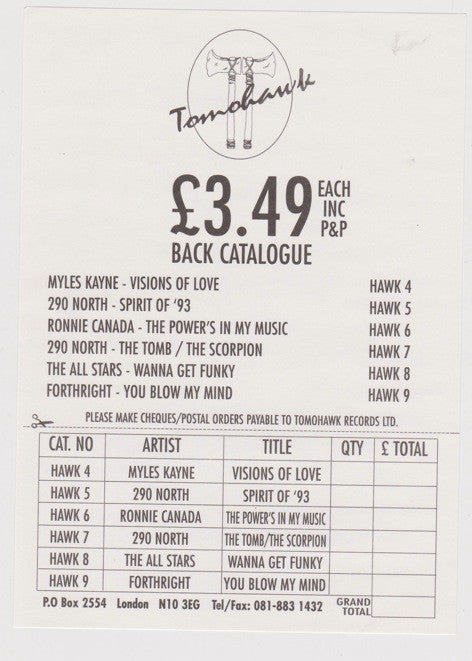 Tomohawk
£3.49 EACH INC P&P
BACK CATALOGUE
MYLES KAYNE - VISIONS OF LOVE HAWK 4
290 NORTH - SPIRIT OF '93 HAWK 5
RONNIE CANADA - THE POWER'S IN MY MUSIC HAWK 6
290 NORTH - THE TOMB / THE SCORPION HAWK 7
THE ALL STARS - WANNA GET FUNKY HAWK 8
FORTHRIGHT - YOU BLOW MY MIND HAWK 9
PLEASE MAKE CHEQUES/POSTAL ORDERS PAYABLE TO TOMOHAWK RECORDS LTD.
CAT. NO ARTIST TITLE QTY £ TOTAL
HAWK 4 MYLES KAYNE VISIONS OF LOVE
HAWK 5 290 NORTH SPIRIT OF '93
HAWK 6 RONNIE CANADA THE POWER'S IN MY MUSIC
HAWK 7 290 NORTH THE TOMB/THE SCORPION
HAWK 8 THE ALL STARS WANNA GET FUNKY
HAWK 9 FORTHRIGHT YOU BLOW MY MIND
P.O Box 2554 London N10 3EG Tel/Fax: 081-883 1432 GRAND TOTAL